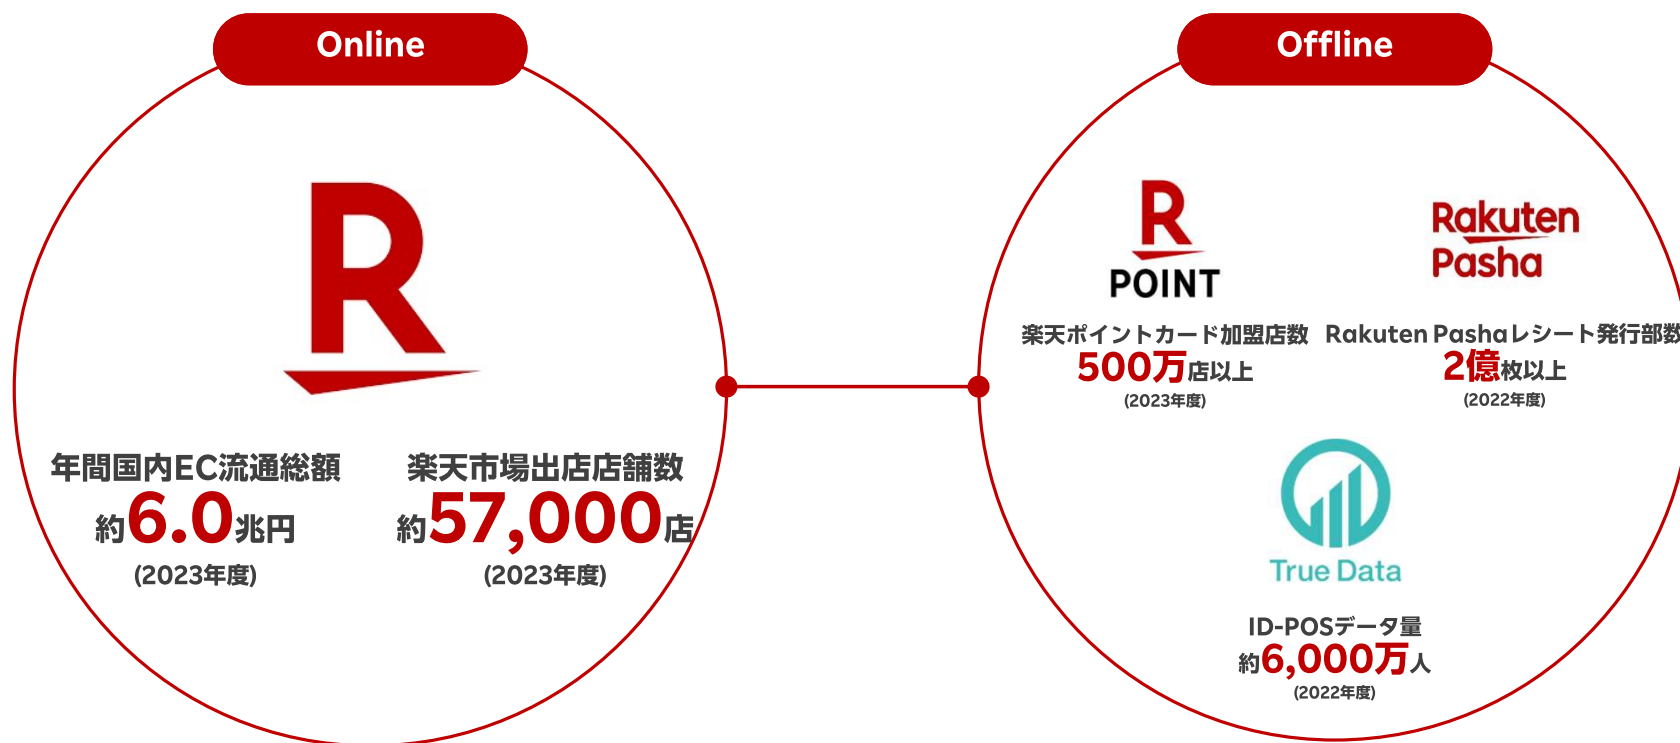 Online
R
年間国内EC流通総額
約6.0兆円
(2023年度)
楽天市場出店店舗数
約57,000店
(2023年度)
Offline
R
POINT
楽天ポイントカード加盟店数
500万店以上
(2023年度)
Rakuten
Pasha
Rakuten Pashaレシート発行部数
2億枚以上
(2022年度)
True Data
ID-POSデータ量
約6,000万人
(2022年度)